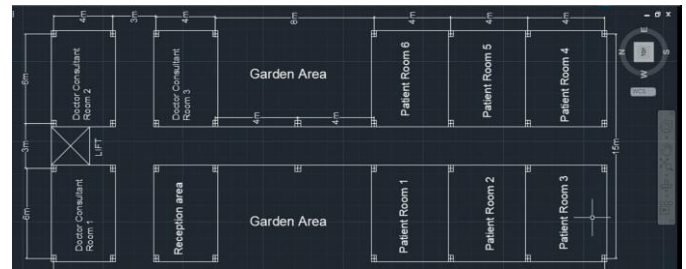 4m
3m
4m
8m
4m
4m
4m
6m
Doctor Consultant
Room 2
Doctor Consultant
Room 3
Garden Area
Patient Room 6
Patient Room 5
Patient Room 4
4m
4m
3m
LIFT
15m
6m
Doctor Consultant
Room 1
Reception area
Garden Area
Patient Room 1
Patient Room 2
Patient Room 3
E
N
S
W